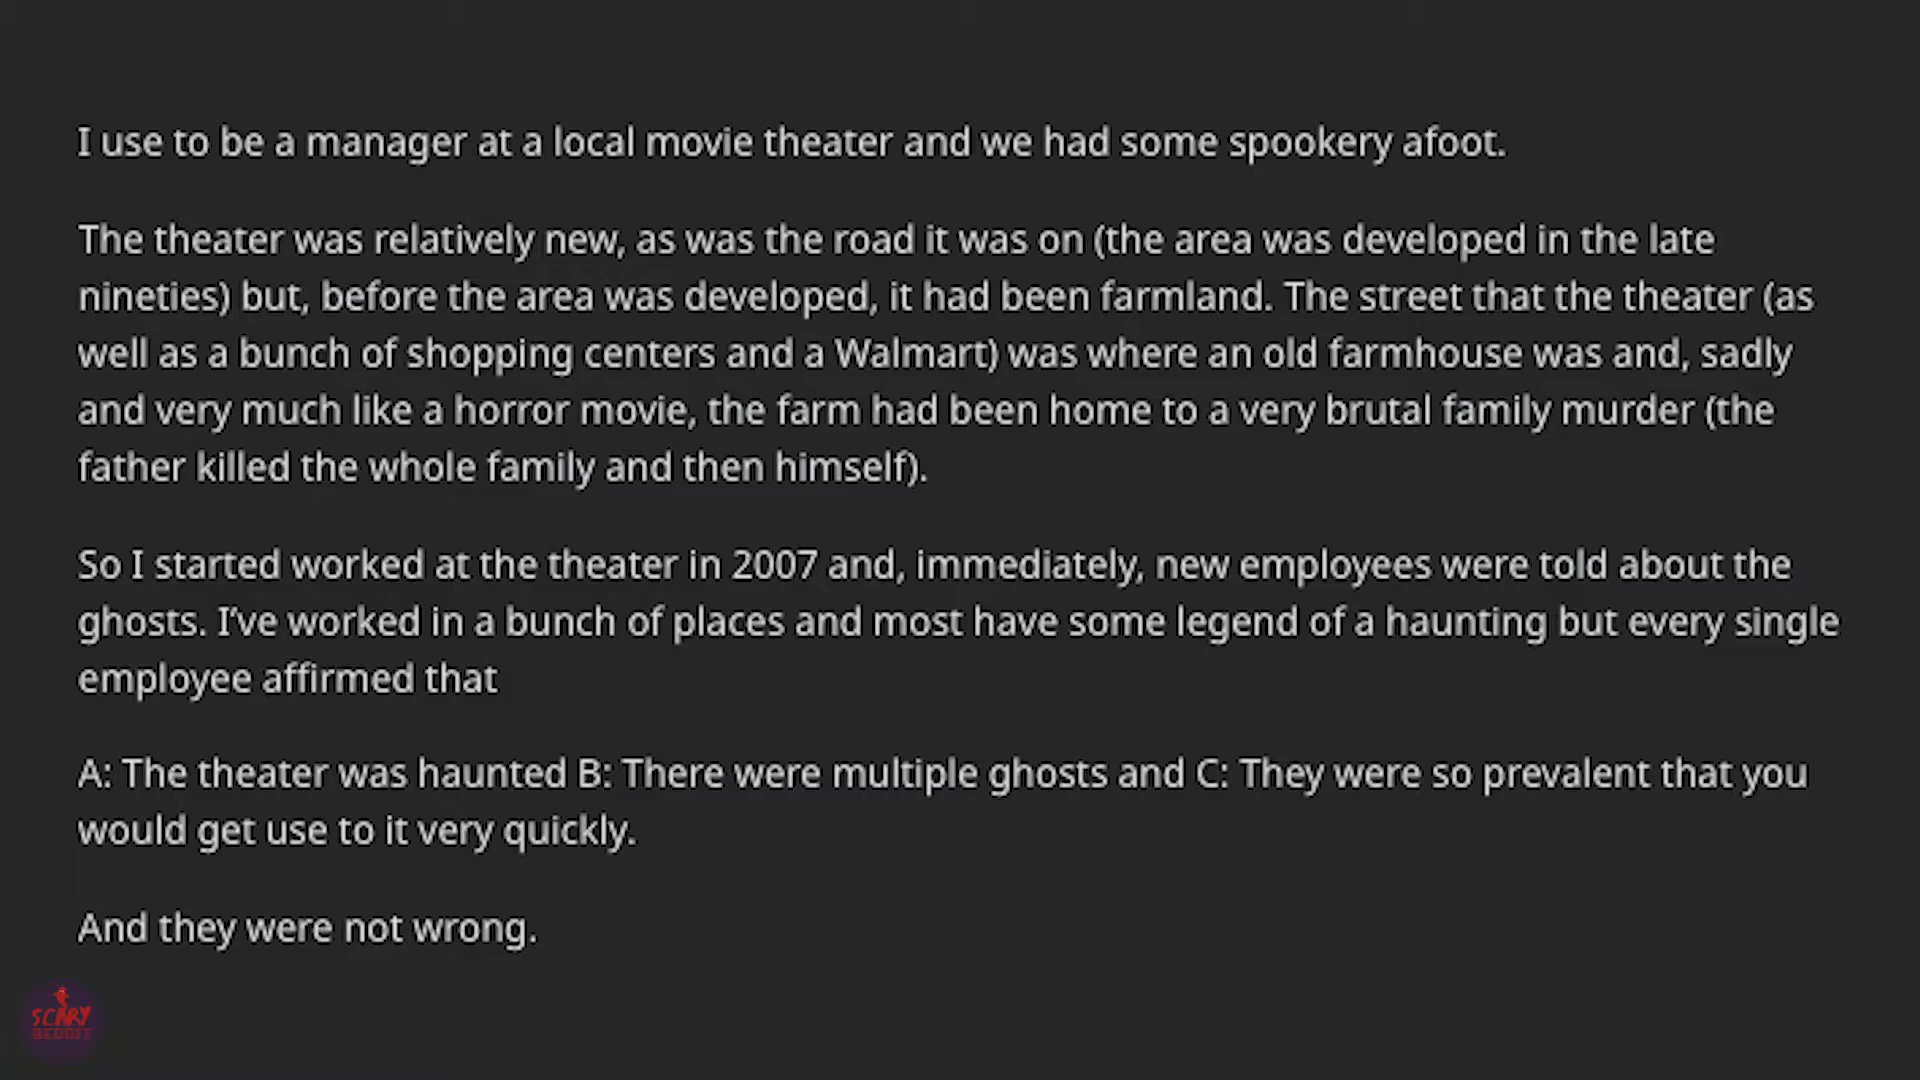 I use to be a manager at a local movie theater and we had some spookery afoot.
The theater was relatively new, as was the road it was on (the area was developed in the late
nineties) but, before the area was developed, it had been farmland. The street that the theater (as
well as a bunch of shopping centers and a Walmart) was where an old farmhouse was and, sadly
and very much like a horror movie, the farm had been home to a very brutal family murder (the
father killed the whole family and then himself).
So I started worked at the theater in 2007 and, immediately, new employees were told about the
ghosts. I’ve worked in a bunch of places and most have some legend of a haunting but every single
employee affirmed that
A: The theater was haunted B: There were multiple ghosts and C: They were so prevalent that you
would get use to it very quickly.
And they were not wrong.
SCARY
REDDIT